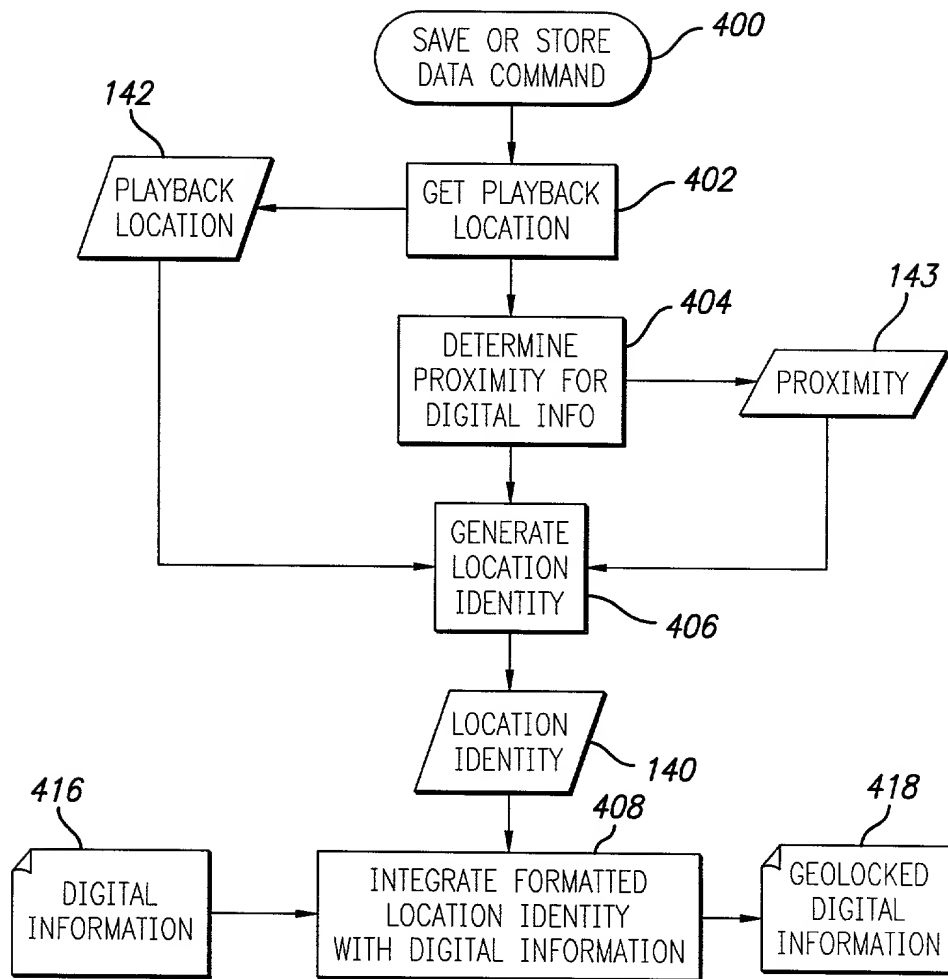 SAVE OR STORE
DATA COMMAND
400
142
PLAYBACK
LOCATION
GET PLAYBACK
LOCATION
402
404
143
DETERMINE
PROXIMITY FOR
DIGITAL INFO
PROXIMITY
GENERATE
LOCATION
IDENTITY
406
LOCATION
IDENTITY
140
416
408
418
DIGITAL
INFORMATION
INTEGRATE FORMATTED
LOCATION IDENTITY
WITH DIGITAL INFORMATION
GEOLOCKED
DIGITAL
INFORMATION